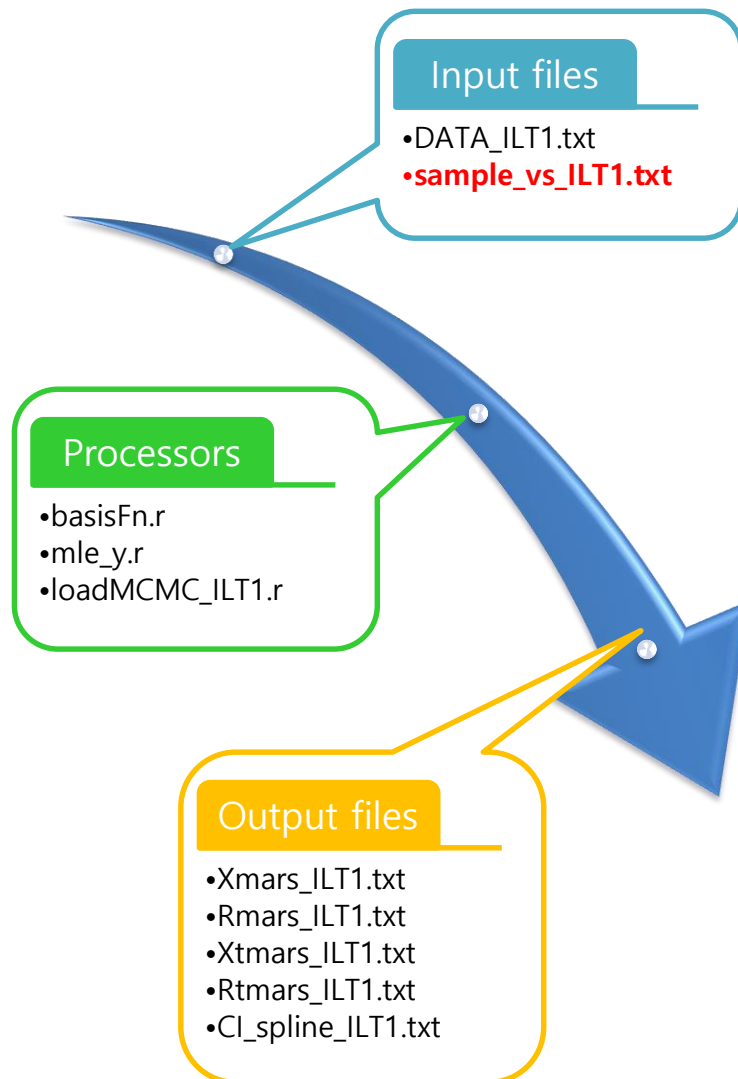 Input files
•DATA_ILT1.txt
•sample_vs_ILT1.txt
Processors
•basisFn.r
•mle_y.r
•loadMCMC_ILT1.r
Output files
•Xmars_ILT1.txt
•Rmars_ILT1.txt
•Xtmars_ILT1.txt
•Rtmars_ILT1.txt
•CI_spline_ILT1.txt